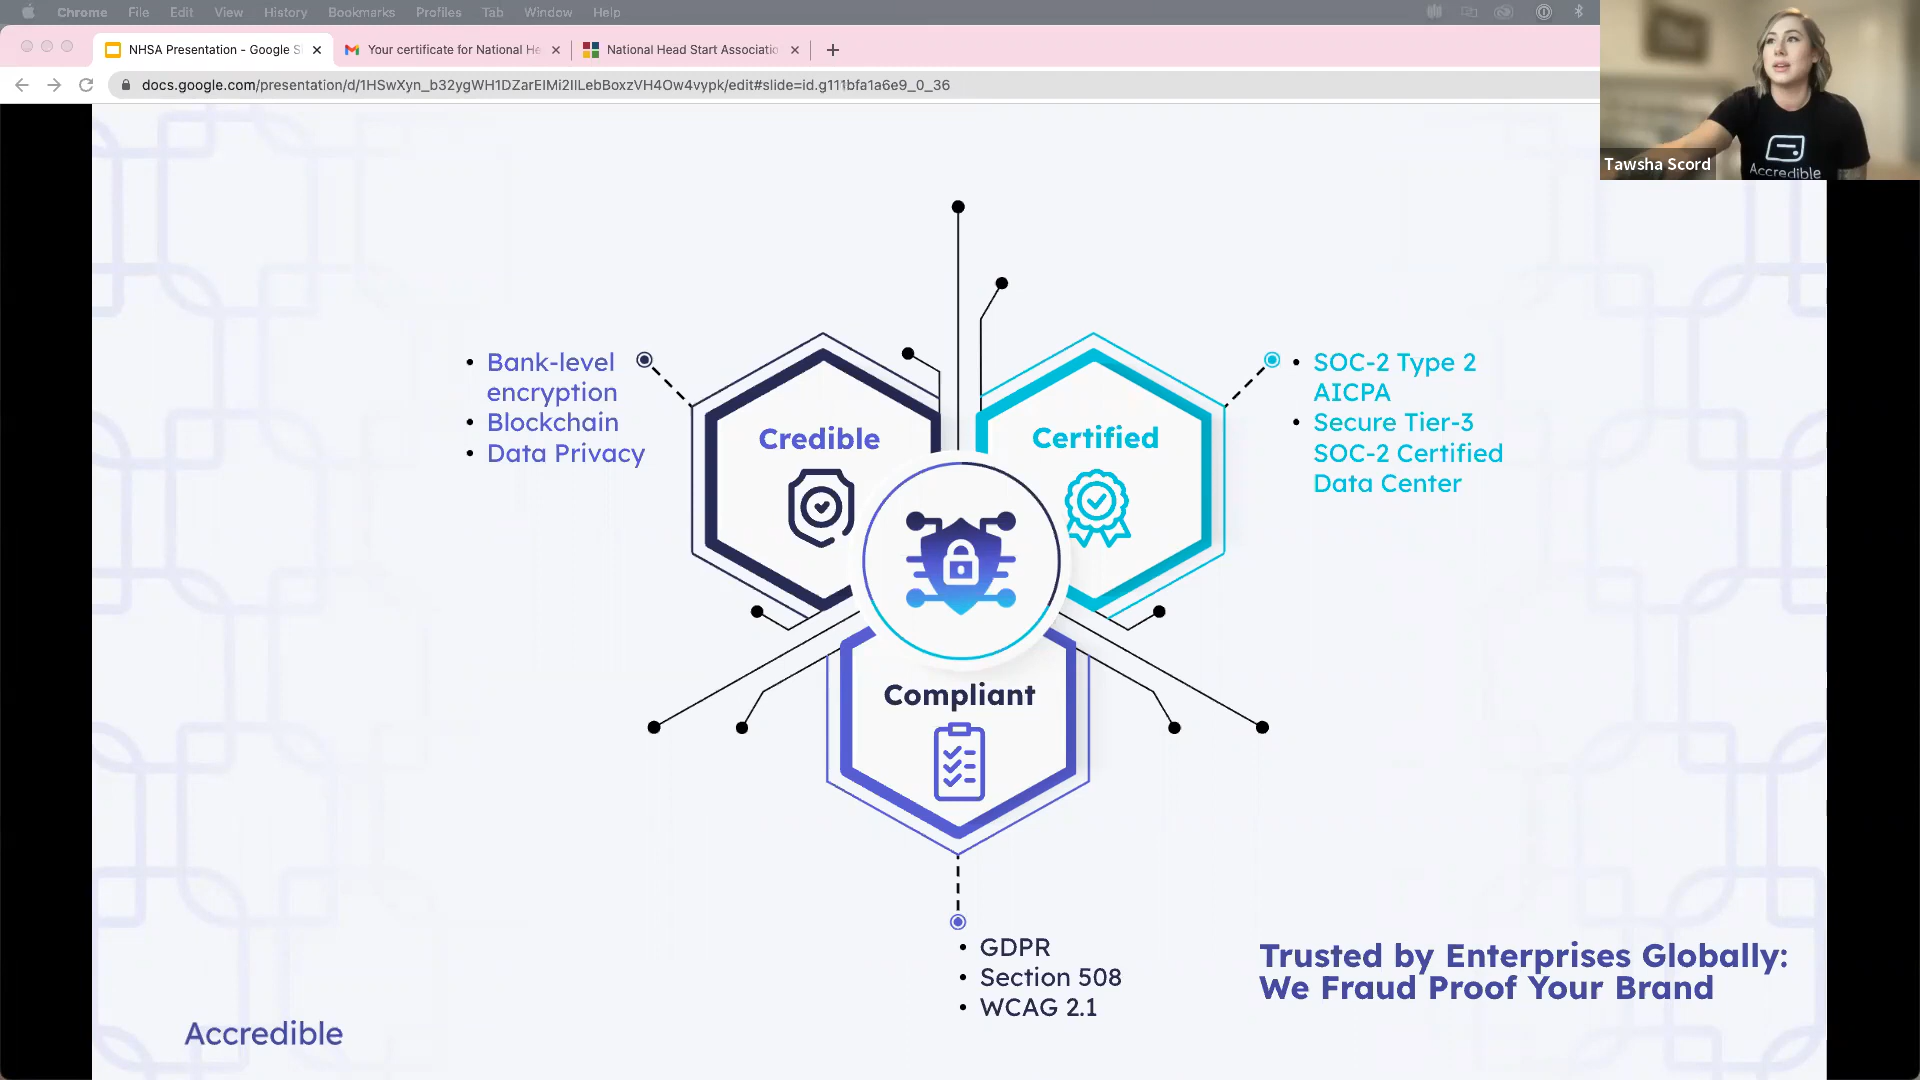 Chrome File Edit View History Bookmarks Profiles Tab Window Help
NHSA Presentation - Google S
Your certificate for National He
National Head Start Associatio
docs.google.com/presentation/d/1HSwXyn_b32ygWH1DZarEIMi2IlLebBoxzVH4Ow4vypk/edit#slide=id.g111bfa1a6e9_0_36
Accredible
Tawsha Scord
• Bank-level
encryption
• Blockchain
• Data Privacy
Credible
Certified
• SOC-2 Type 2
AICPA
• Secure Tier-3
SOC-2 Certified
Data Center
Compliant
• GDPR
• Section 508
• WCAG 2.1
Trusted by Enterprises Globally:
We Fraud Proof Your Brand
Accredible